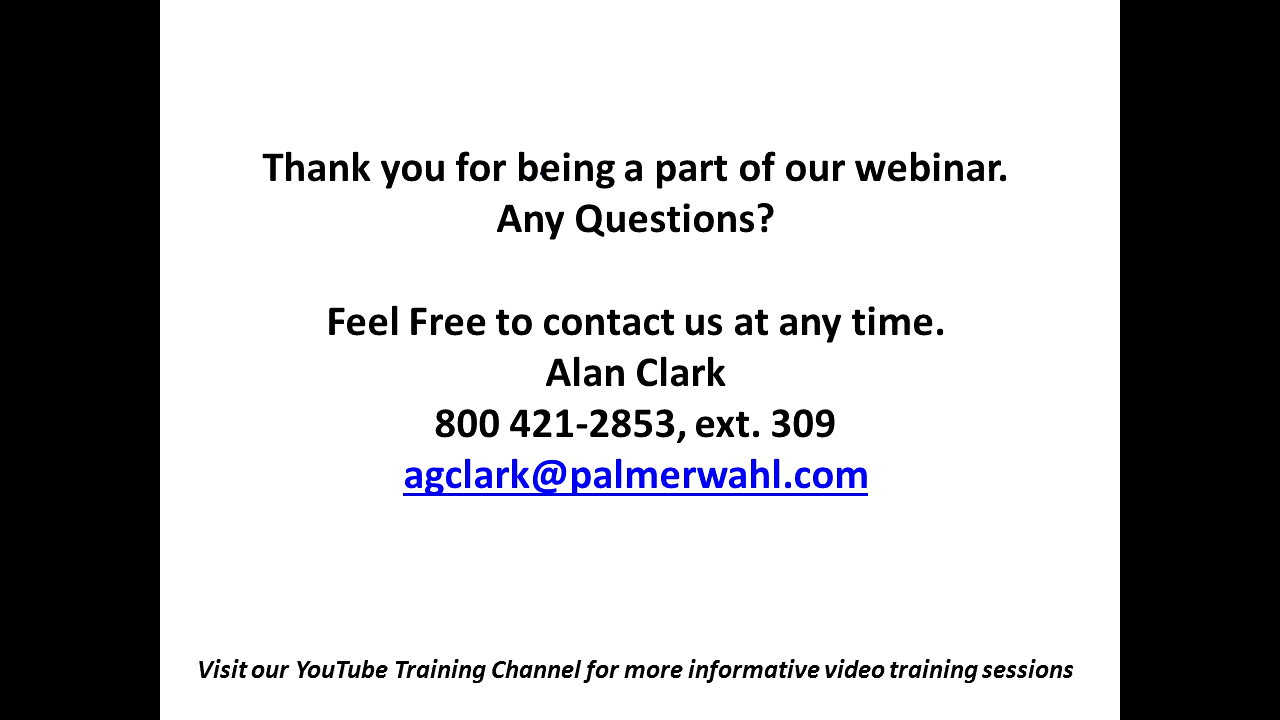 Thank you for being a part of our webinar.
Any Questions?
Feel Free to contact us at any time.
Alan Clark
800 421-2853, ext. 309
agclark@palmerwahl.com
Visit our YouTube Training Channel for more informative video training sessions